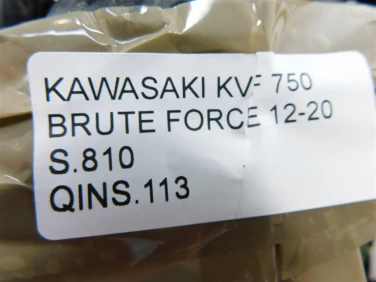 KAWASAKI KVF 750
BRUTE FORCE 12-20
S.810
QINS.113